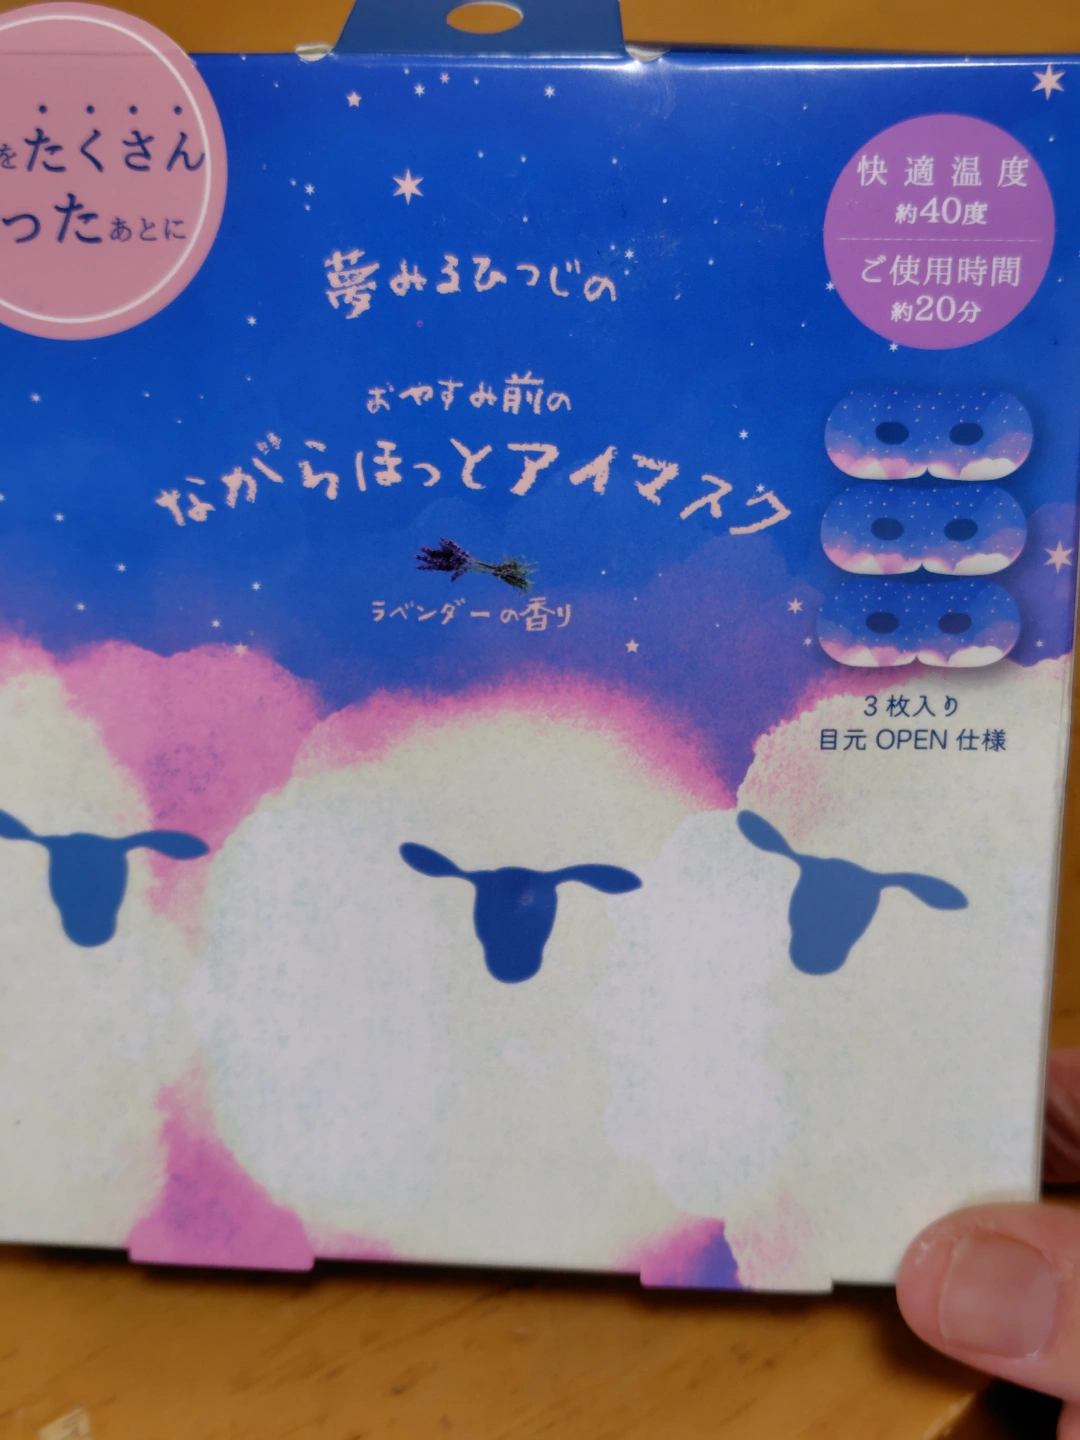 をたくさん
ったあとに
快適温度
約40度
ご使用時間
約20分
夢みるひつじの
おやすみ前の
ながらほっとアイマスク
ラベンダーの香り
3枚入り
目元 OPEN 仕様